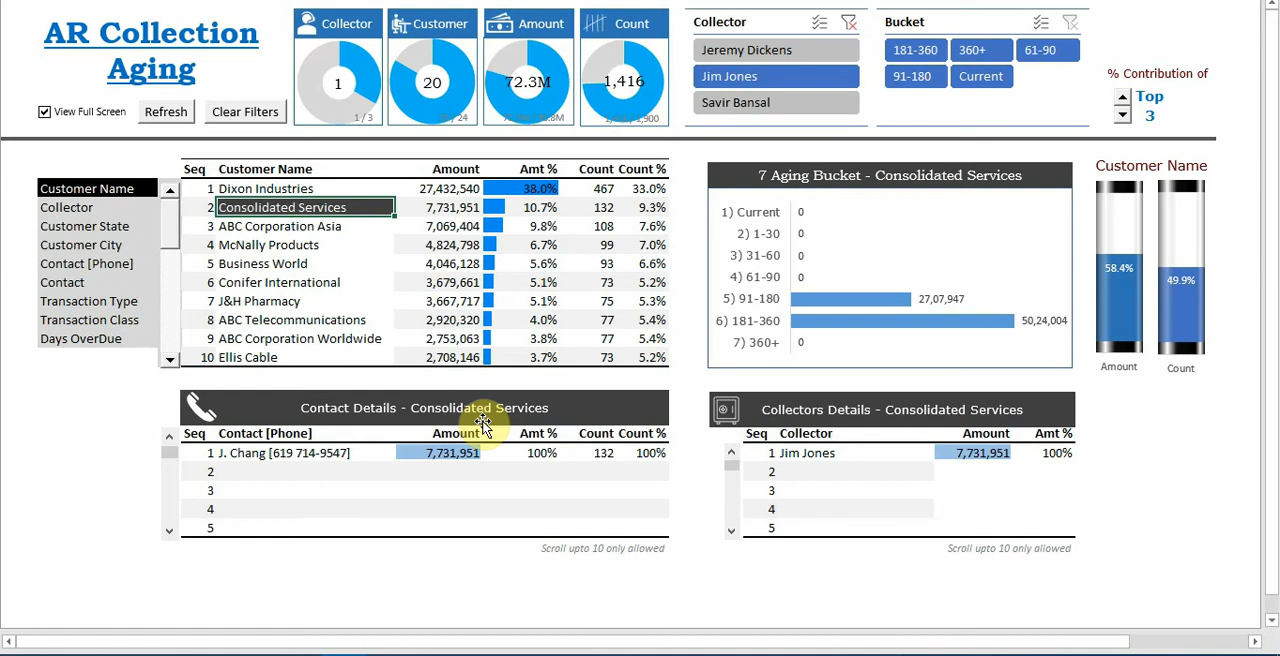 AR Collection
Aging
View Full Screen
Refresh
Clear Filters
Collector
1
1 / 3
Customer
20
/ 24
Amount
72.3M
Count
1,416
Collector
Jeremy Dickens
Jim Jones
Savir Bansal
Bucket
181-360 360+ 61-90
91-180 Current
% Contribution of
Top
3
Customer Name
Collector
Customer State
Customer City
Contact [Phone]
Contact
Transaction Type
Transaction Class
Days OverDue
Seq Customer Name Amount Amt % Count Count %
1 Dixon Industries 27,432,540 38.0% 467 33.0%
2 Consolidated Services 7,731,951 10.7% 132 9.3%
3 ABC Corporation Asia 7,069,404 9.8% 108 7.6%
4 McNally Products 4,824,798 6.7% 99 7.0%
5 Business World 4,046,128 5.6% 93 6.6%
6 Conifer International 3,679,661 5.1% 73 5.2%
7 J&H Pharmacy 3,667,717 5.1% 75 5.3%
8 ABC Telecommunications 2,920,320 4.0% 77 5.4%
9 ABC Corporation Worldwide 2,753,063 3.8% 77 5.4%
10 Ellis Cable 2,708,146 3.7% 73 5.2%
7 Aging Bucket - Consolidated Services
1) Current 0
2) 1-30 0
3) 31-60 0
4) 61-90 0
5) 91-180 27,07,947
6) 181-360 50,24,004
7) 360+ 0
Customer Name
58.4%
49.9%
Amount
Count
Contact Details - Consolidated Services
Seq Contact [Phone] Amount Amt % Count Count %
1 J. Chang [619 714-9547] 7,731,951 100% 132 100%
2
3
4
5
Scroll upto 10 only allowed
Collectors Details - Consolidated Services
Seq Collector Amount Amt %
1 Jim Jones 7,731,951 100%
2
3
4
5
Scroll upto 10 only allowed